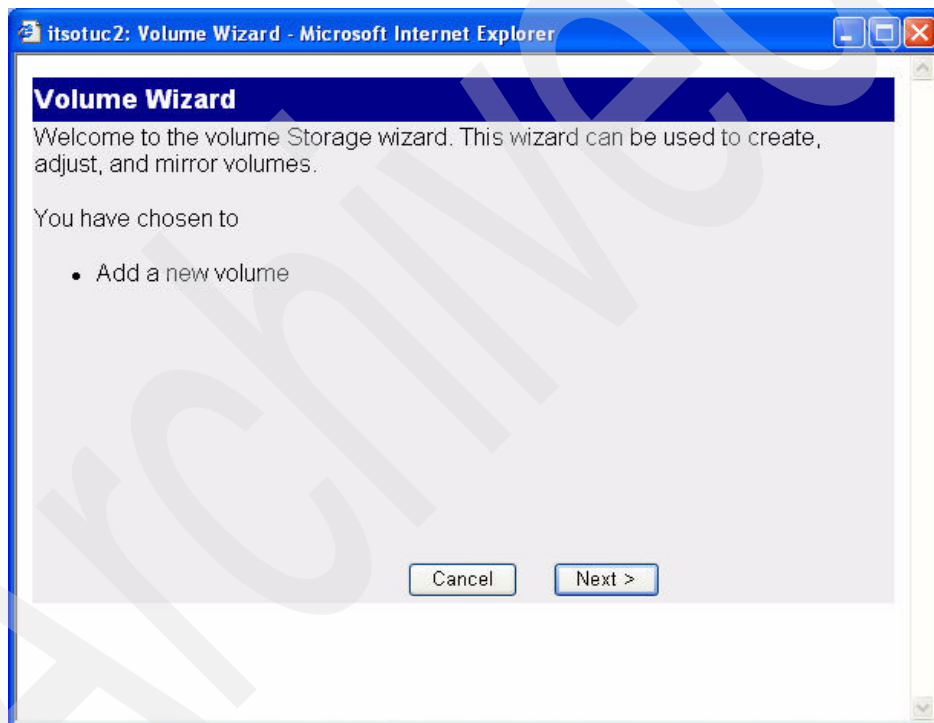 itsotuc2: Volume Wizard - Microsoft Internet Explorer
Volume Wizard
Welcome to the volume Storage wizard. This wizard can be used to create,
adjust, and mirror volumes.
You have chosen to
• Add a new volume
Cancel
Next >
Archived